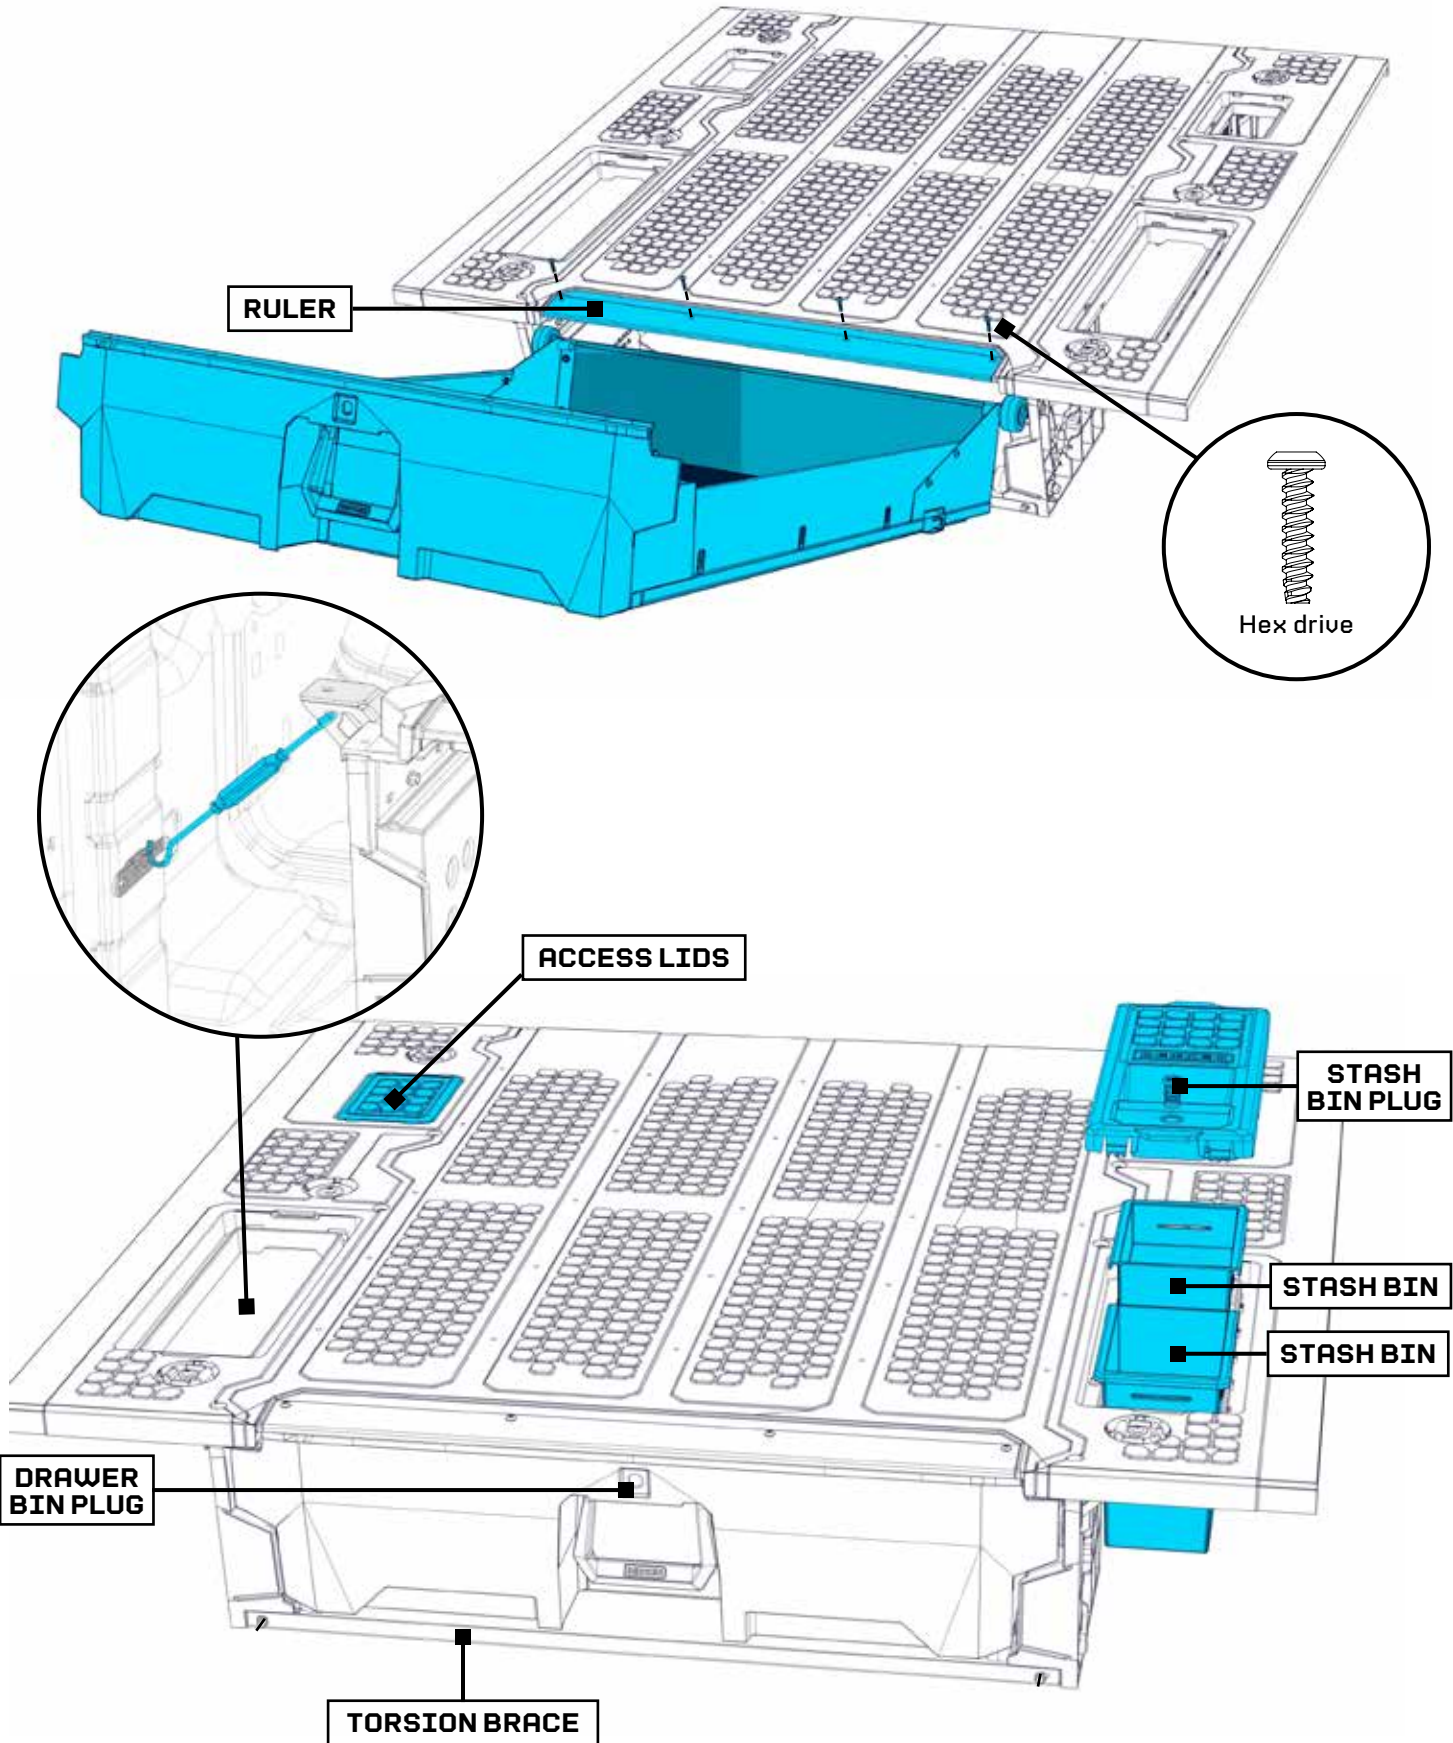 RULER
Hex drive
ACCESS LIDS
STASH
BIN PLUG
STASH BIN
STASH BIN
DRAWER
BIN PLUG
TORSION BRACE